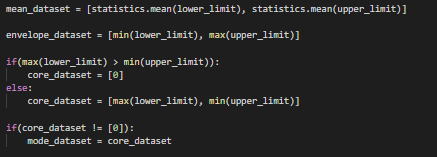 mean_dataset = [statistics.mean(lower_limit), statistics.mean(upper_limit)]
envelope_dataset = [min(lower_limit), max(upper_limit)]
if(max(lower_limit) > min(upper_limit)):
    core_dataset = [0]
else:
    core_dataset = [max(lower_limit), min(upper_limit)]
if(core_dataset != [0]):
    mode_dataset = core_dataset